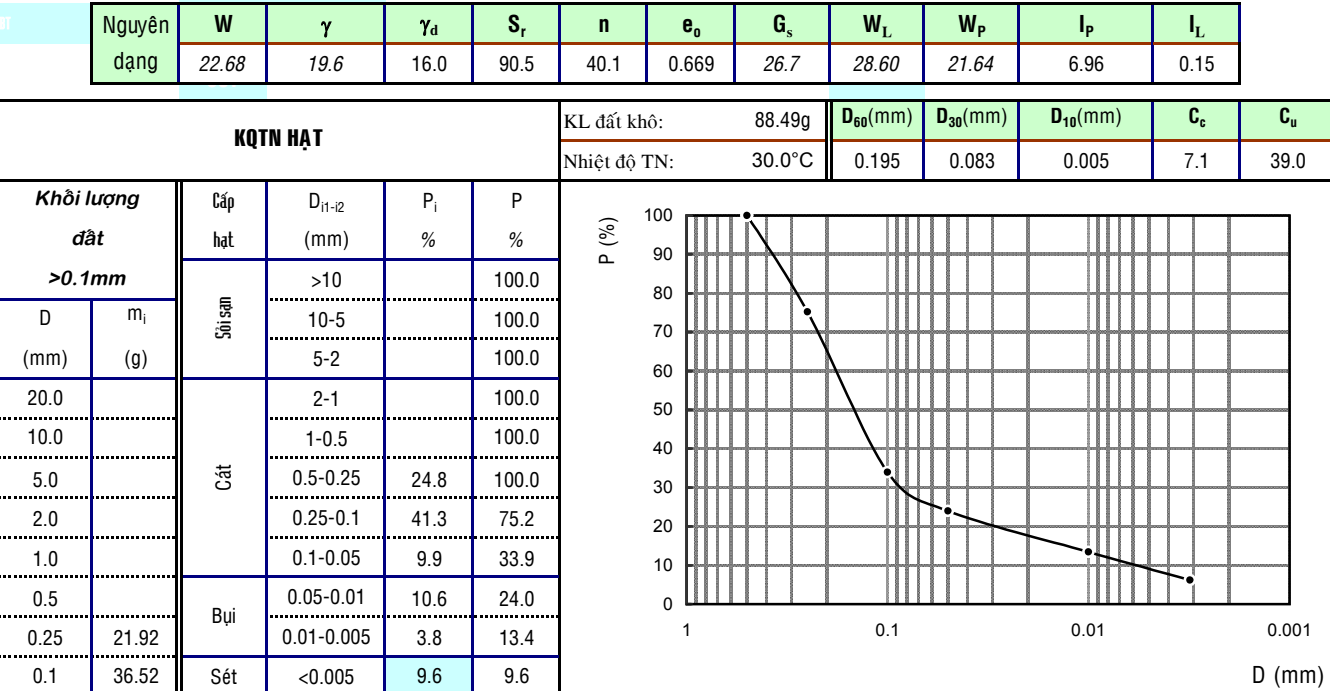 Nguyên dạng W γ γd Sr n eo Gs WL WP IP IL
22.68 19.6 16.0 90.5 40.1 0.669 26.7 28.60 21.64 6.96 0.15
KQTN HẠT
KL đất khô: 88.49g
Nhiệt độ TN: 30.0°C
D60(mm) D30(mm) D10(mm) Cc Cu
0.195 0.083 0.005 7.1 39.0
Khối lượng
đất
>0.1mm
D mi
(mm) (g)
20.0
10.0
5.0
2.0
1.0
0.5
0.25 21.92
0.1 36.52
Cấp Di1-i2 Pi P
hạt (mm) % %
Sỏi sạn
>10 100.0
10-5 100.0
5-2 100.0
Cát
2-1 100.0
1-0.5 100.0
0.5-0.25 24.8 100.0
0.25-0.1 41.3 75.2
0.1-0.05 9.9 33.9
Bụi
0.05-0.01 10.6 24.0
0.01-0.005 3.8 13.4
Sét <0.005 9.6 9.6
P (%)
100
90
80
70
60
50
40
30
20
10
0
1 0.1 0.01 0.001
D (mm)